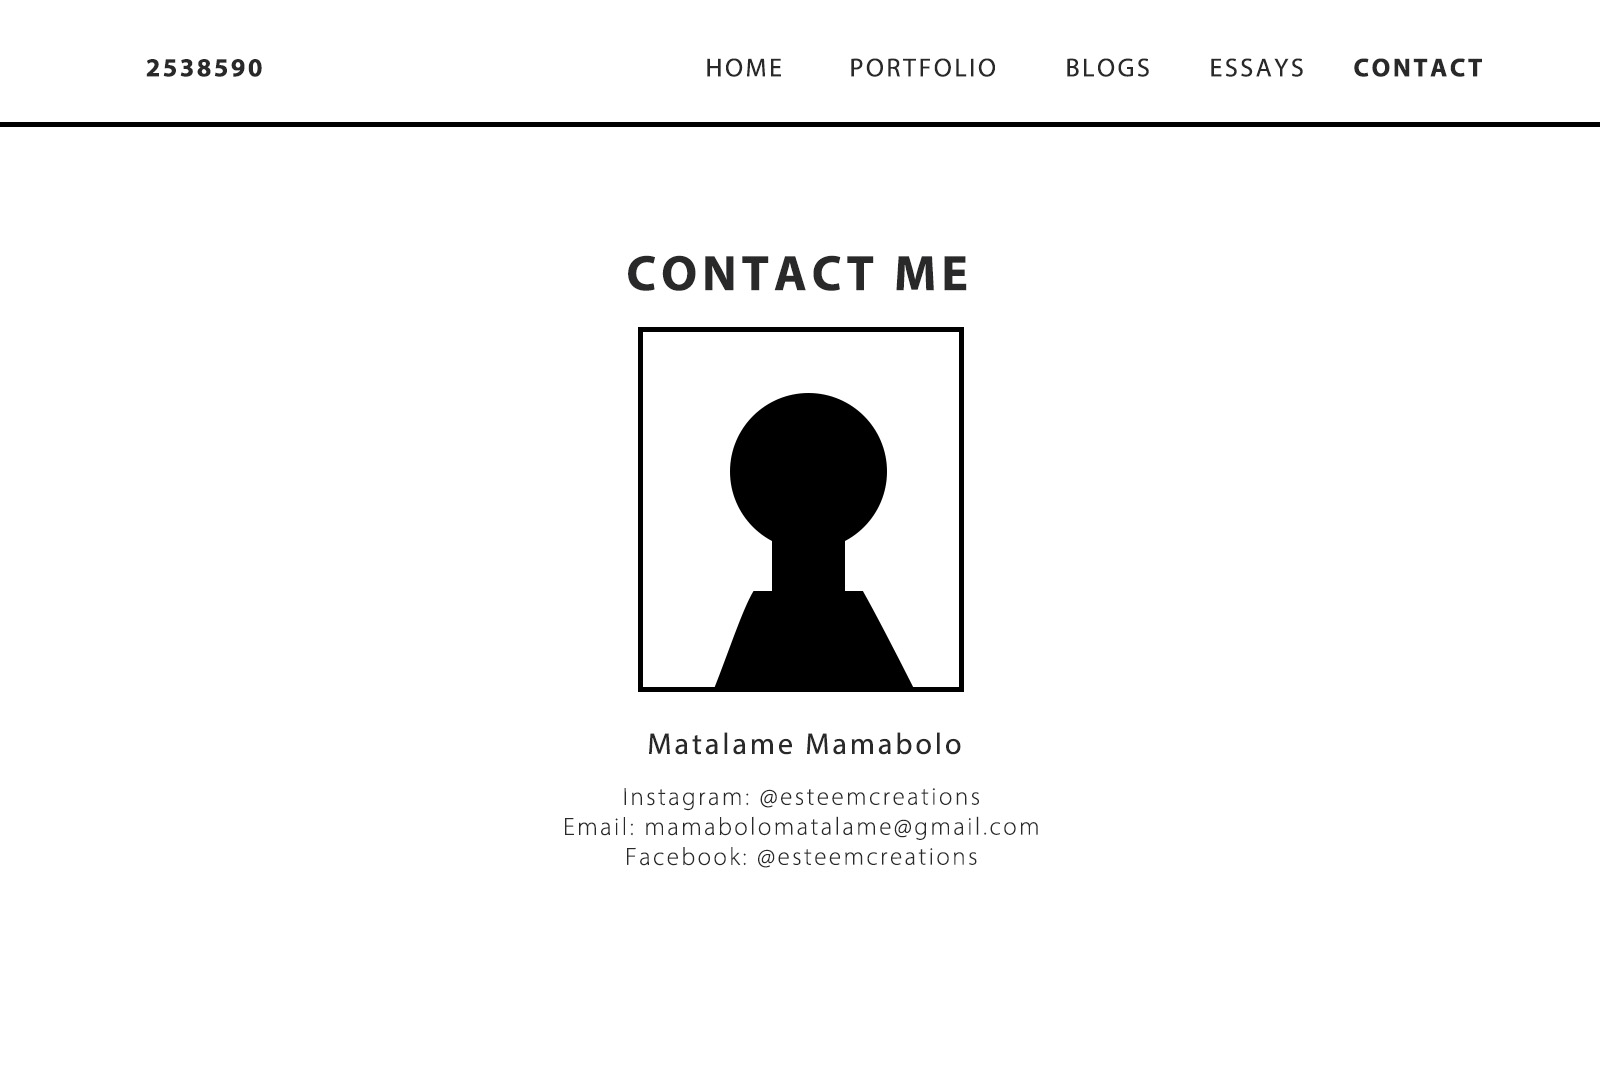 2538590 HOME PORTFOLIO BLOGS ESSAYS CONTACT
CONTACT ME
Matalame Mamabolo
Instagram: @esteemcreations
Email: mamabolomatalame@gmail.com
Facebook: @esteemcreations